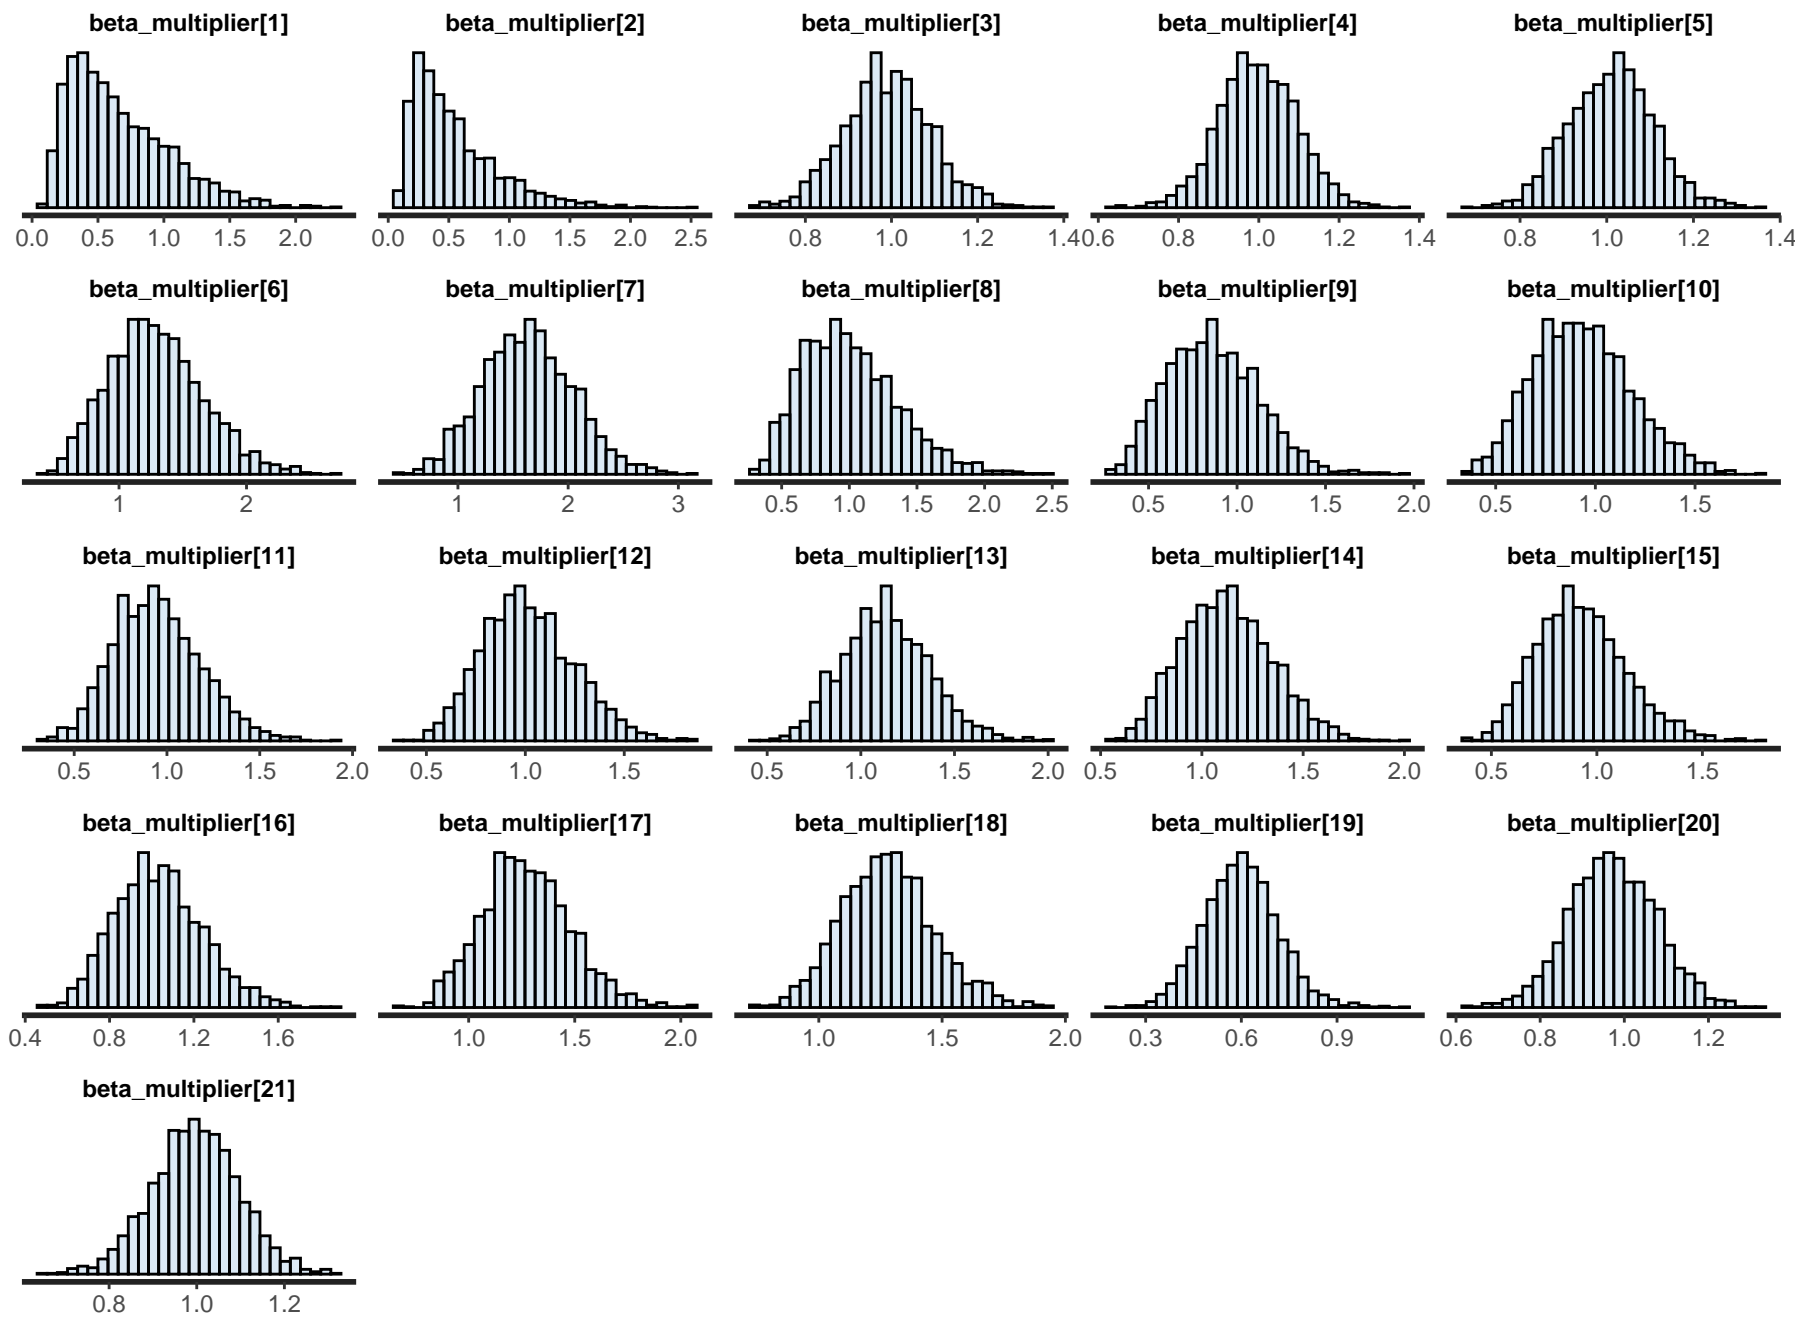 beta_multiplier[1] beta_multiplier[2] beta_multiplier[3] beta_multiplier[4] beta_multiplier[5]
0.0 0.5 1.0 1.5 2.0 0.0 0.5 1.0 1.5 2.0 2.5 0.8 1.0 1.2 1.4 0.6 0.8 1.0 1.2 1.4 0.8 1.0 1.2 1.4
beta_multiplier[6] beta_multiplier[7] beta_multiplier[8] beta_multiplier[9] beta_multiplier[10]
1 2 1 2 3 0.5 1.0 1.5 2.0 2.5 0.5 1.0 1.5 2.0 0.5 1.0 1.5
beta_multiplier[11] beta_multiplier[12] beta_multiplier[13] beta_multiplier[14] beta_multiplier[15]
0.5 1.0 1.5 2.0 0.5 1.0 1.5 0.5 1.0 1.5 2.0 0.5 1.0 1.5 2.0 0.5 1.0 1.5
beta_multiplier[16] beta_multiplier[17] beta_multiplier[18] beta_multiplier[19] beta_multiplier[20]
0.4 0.8 1.2 1.6 1.0 1.5 2.0 1.0 1.5 2.0 0.3 0.6 0.9 0.6 0.8 1.0 1.2
beta_multiplier[21]
0.8 1.0 1.2